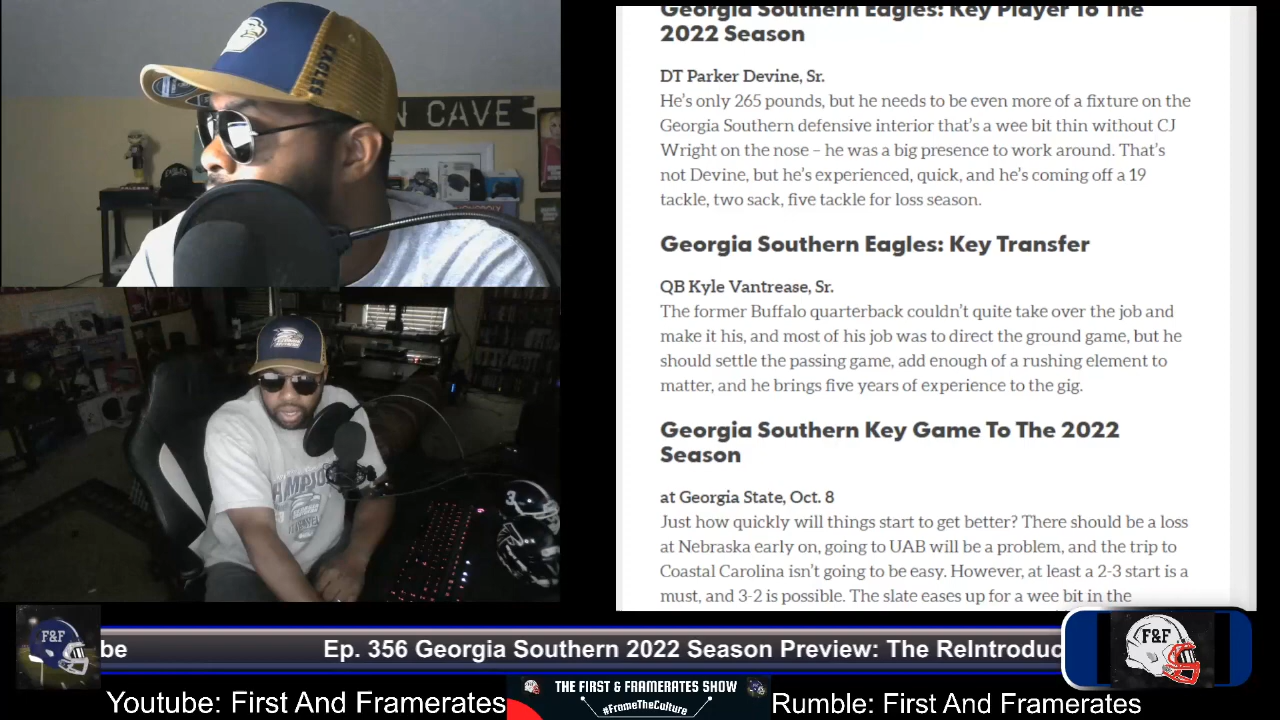 EAGLES
N CAVE
Georgia Southern Eagles: Key Player To The
2022 Season
DT Parker Devine, Sr.
He's only 265 pounds, but he needs to be even more of a fixture on the
Georgia Southern defensive interior that's a wee bit thin without CJ
Wright on the nose – he was a big presence to work around. That's
not Devine, but he's experienced, quick, and he's coming off a 19
tackle, two sack, five tackle for loss season.
Georgia Southern Eagles: Key Transfer
QB Kyle Vantrease, Sr.
The former Buffalo quarterback couldn't quite take over the job and
make it his, and most of his job was to direct the ground game, but he
should settle the passing game, add enough of a rushing element to
matter, and he brings five years of experience to the gig.
Georgia Southern Key Game To The 2022
Season
at Georgia State, Oct. 8
Just how quickly will things start to get better? There should be a loss
at Nebraska early on, going to UAB will be a problem, and the trip to
Coastal Carolina isn't going to be easy. However, at least a 2-3 start is a
must, and 3-2 is possible. The slate eases up for a wee bit in the
3
F&F
be
Ep. 356 Georgia Southern 2022 Season Preview: The ReIntroduc
F&F
Youtube: First And Framerates
THE FIRST & FRAMERATES SHOW
#FrameTheCulture
Rumble: First And Framerates